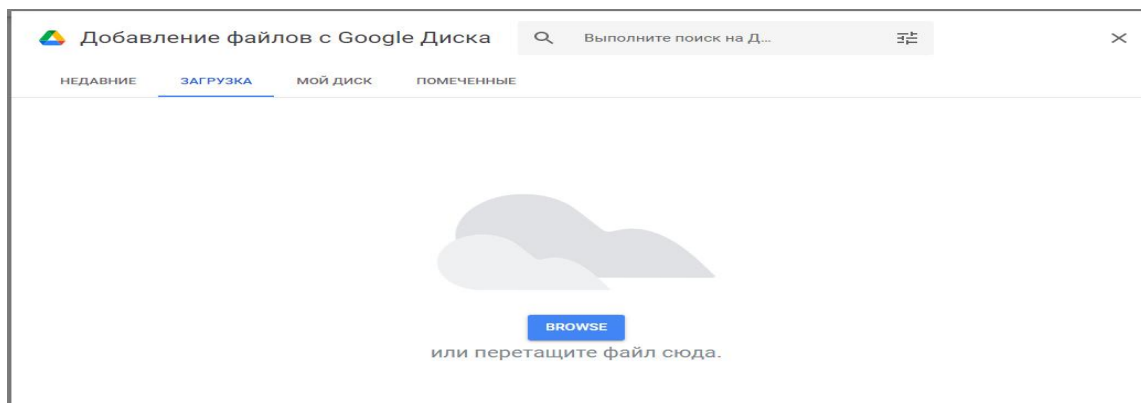 Добавление файлов с Google Диска
Выполните поиск на Д...
НЕДАВНИЕ ЗАГРУЗКА МОЙ ДИСК ПОМЕЧЕННЫЕ
BROWSE
или перетащите файл сюда.